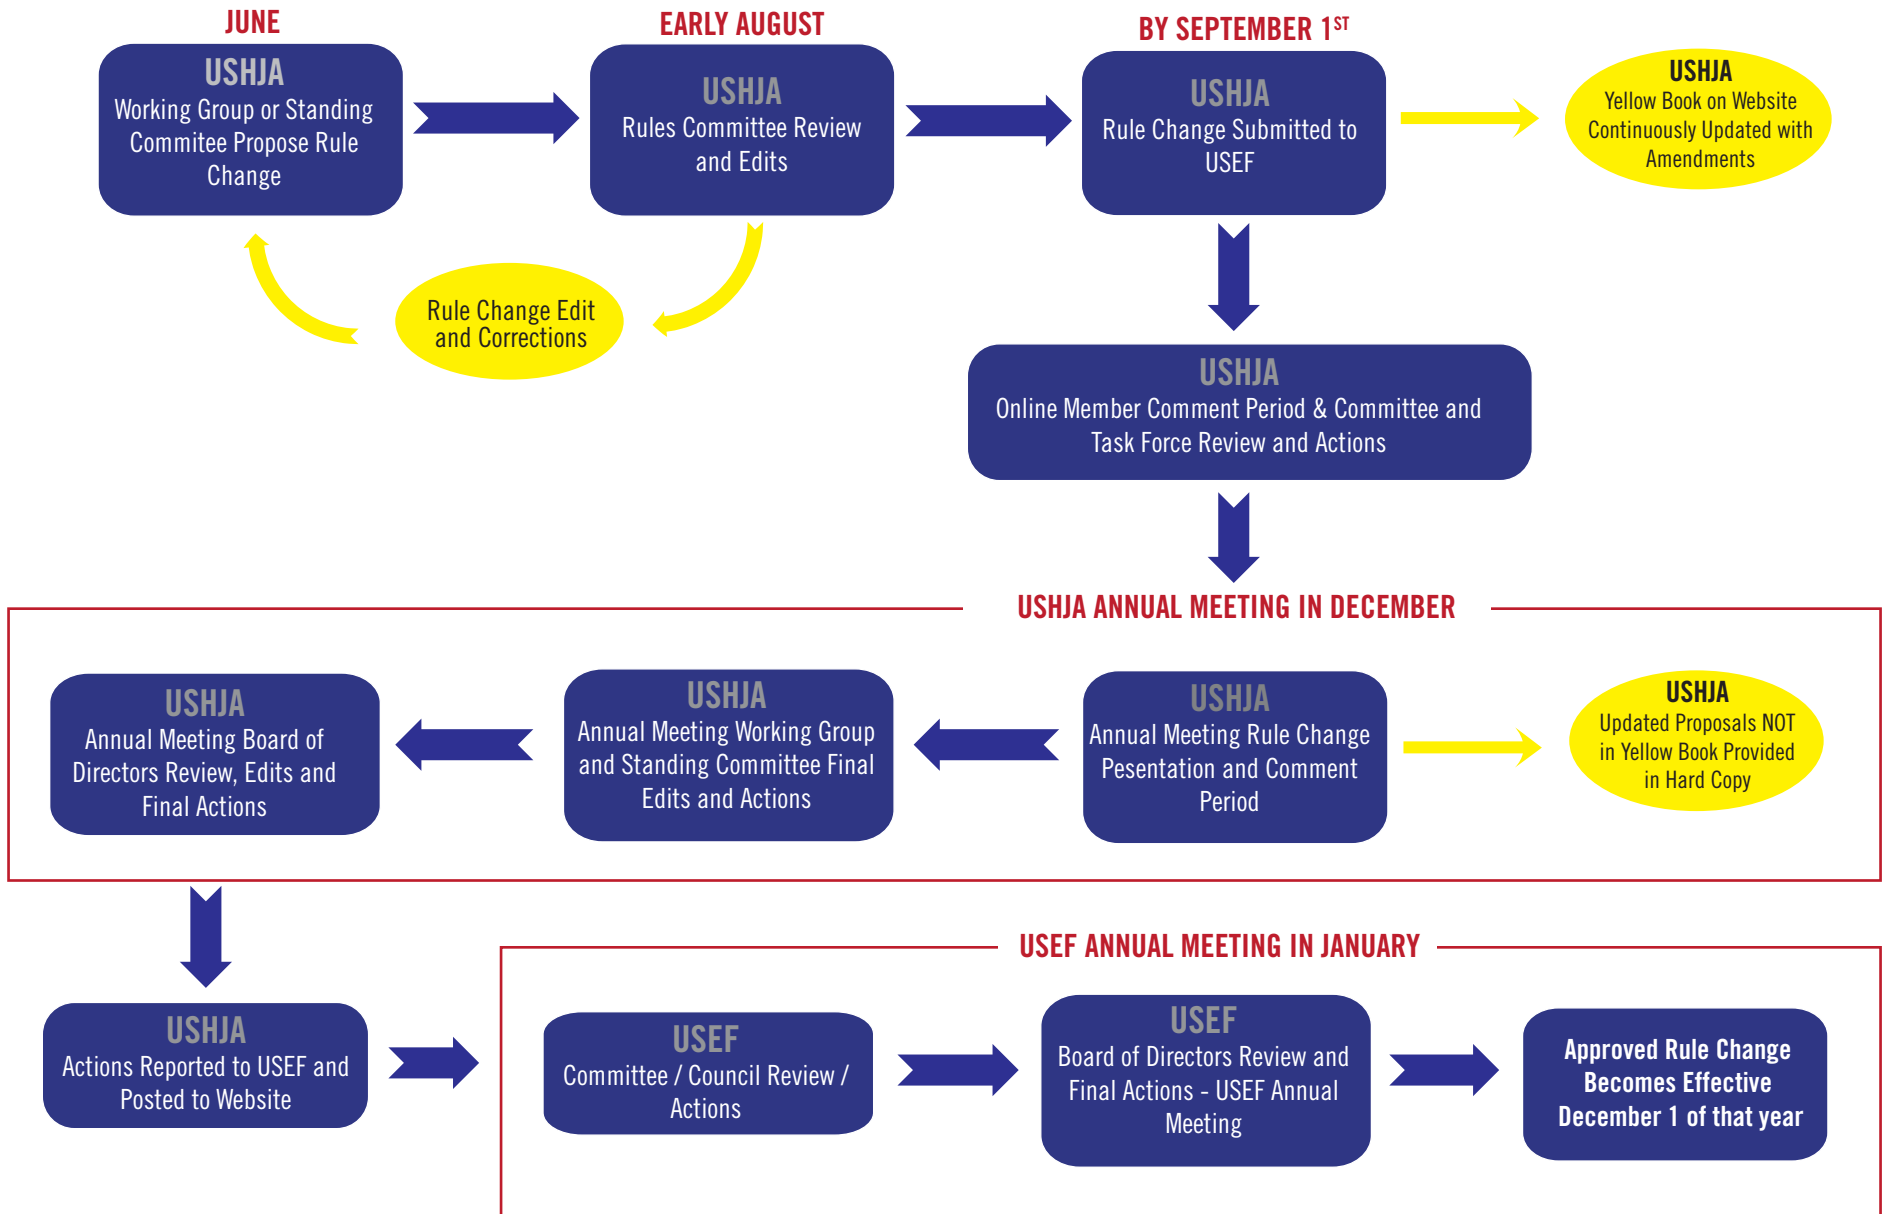 JUNE
USHJA
Working Group or Standing
Commitee Propose Rule
Change
EARLY AUGUST
USHJA
Rules Committee Review
and Edits
BY SEPTEMBER 1ST
USHJA
Rule Change Submitted to
USEF
USHJA
Yellow Book on Website
Continuously Updated with
Amendments
Rule Change Edit
and Corrections
USHJA
Online Member Comment Period & Committee and
Task Force Review and Actions
USHJA ANNUAL MEETING IN DECEMBER
USHJA
Annual Meeting Board of
Directors Review, Edits and
Final Actions
USHJA
Annual Meeting Working Group
and Standing Committee Final
Edits and Actions
USHJA
Annual Meeting Rule Change
Pesentation and Comment
Period
USHJA
Updated Proposals NOT
in Yellow Book Provided
in Hard Copy
USHJA
Actions Reported to USEF and
Posted to Website
USEF ANNUAL MEETING IN JANUARY
USEF
Committee / Council Review /
Actions
USEF
Board of Directors Review and
Final Actions - USEF Annual
Meeting
Approved Rule Change
Becomes Effective
December 1 of that year